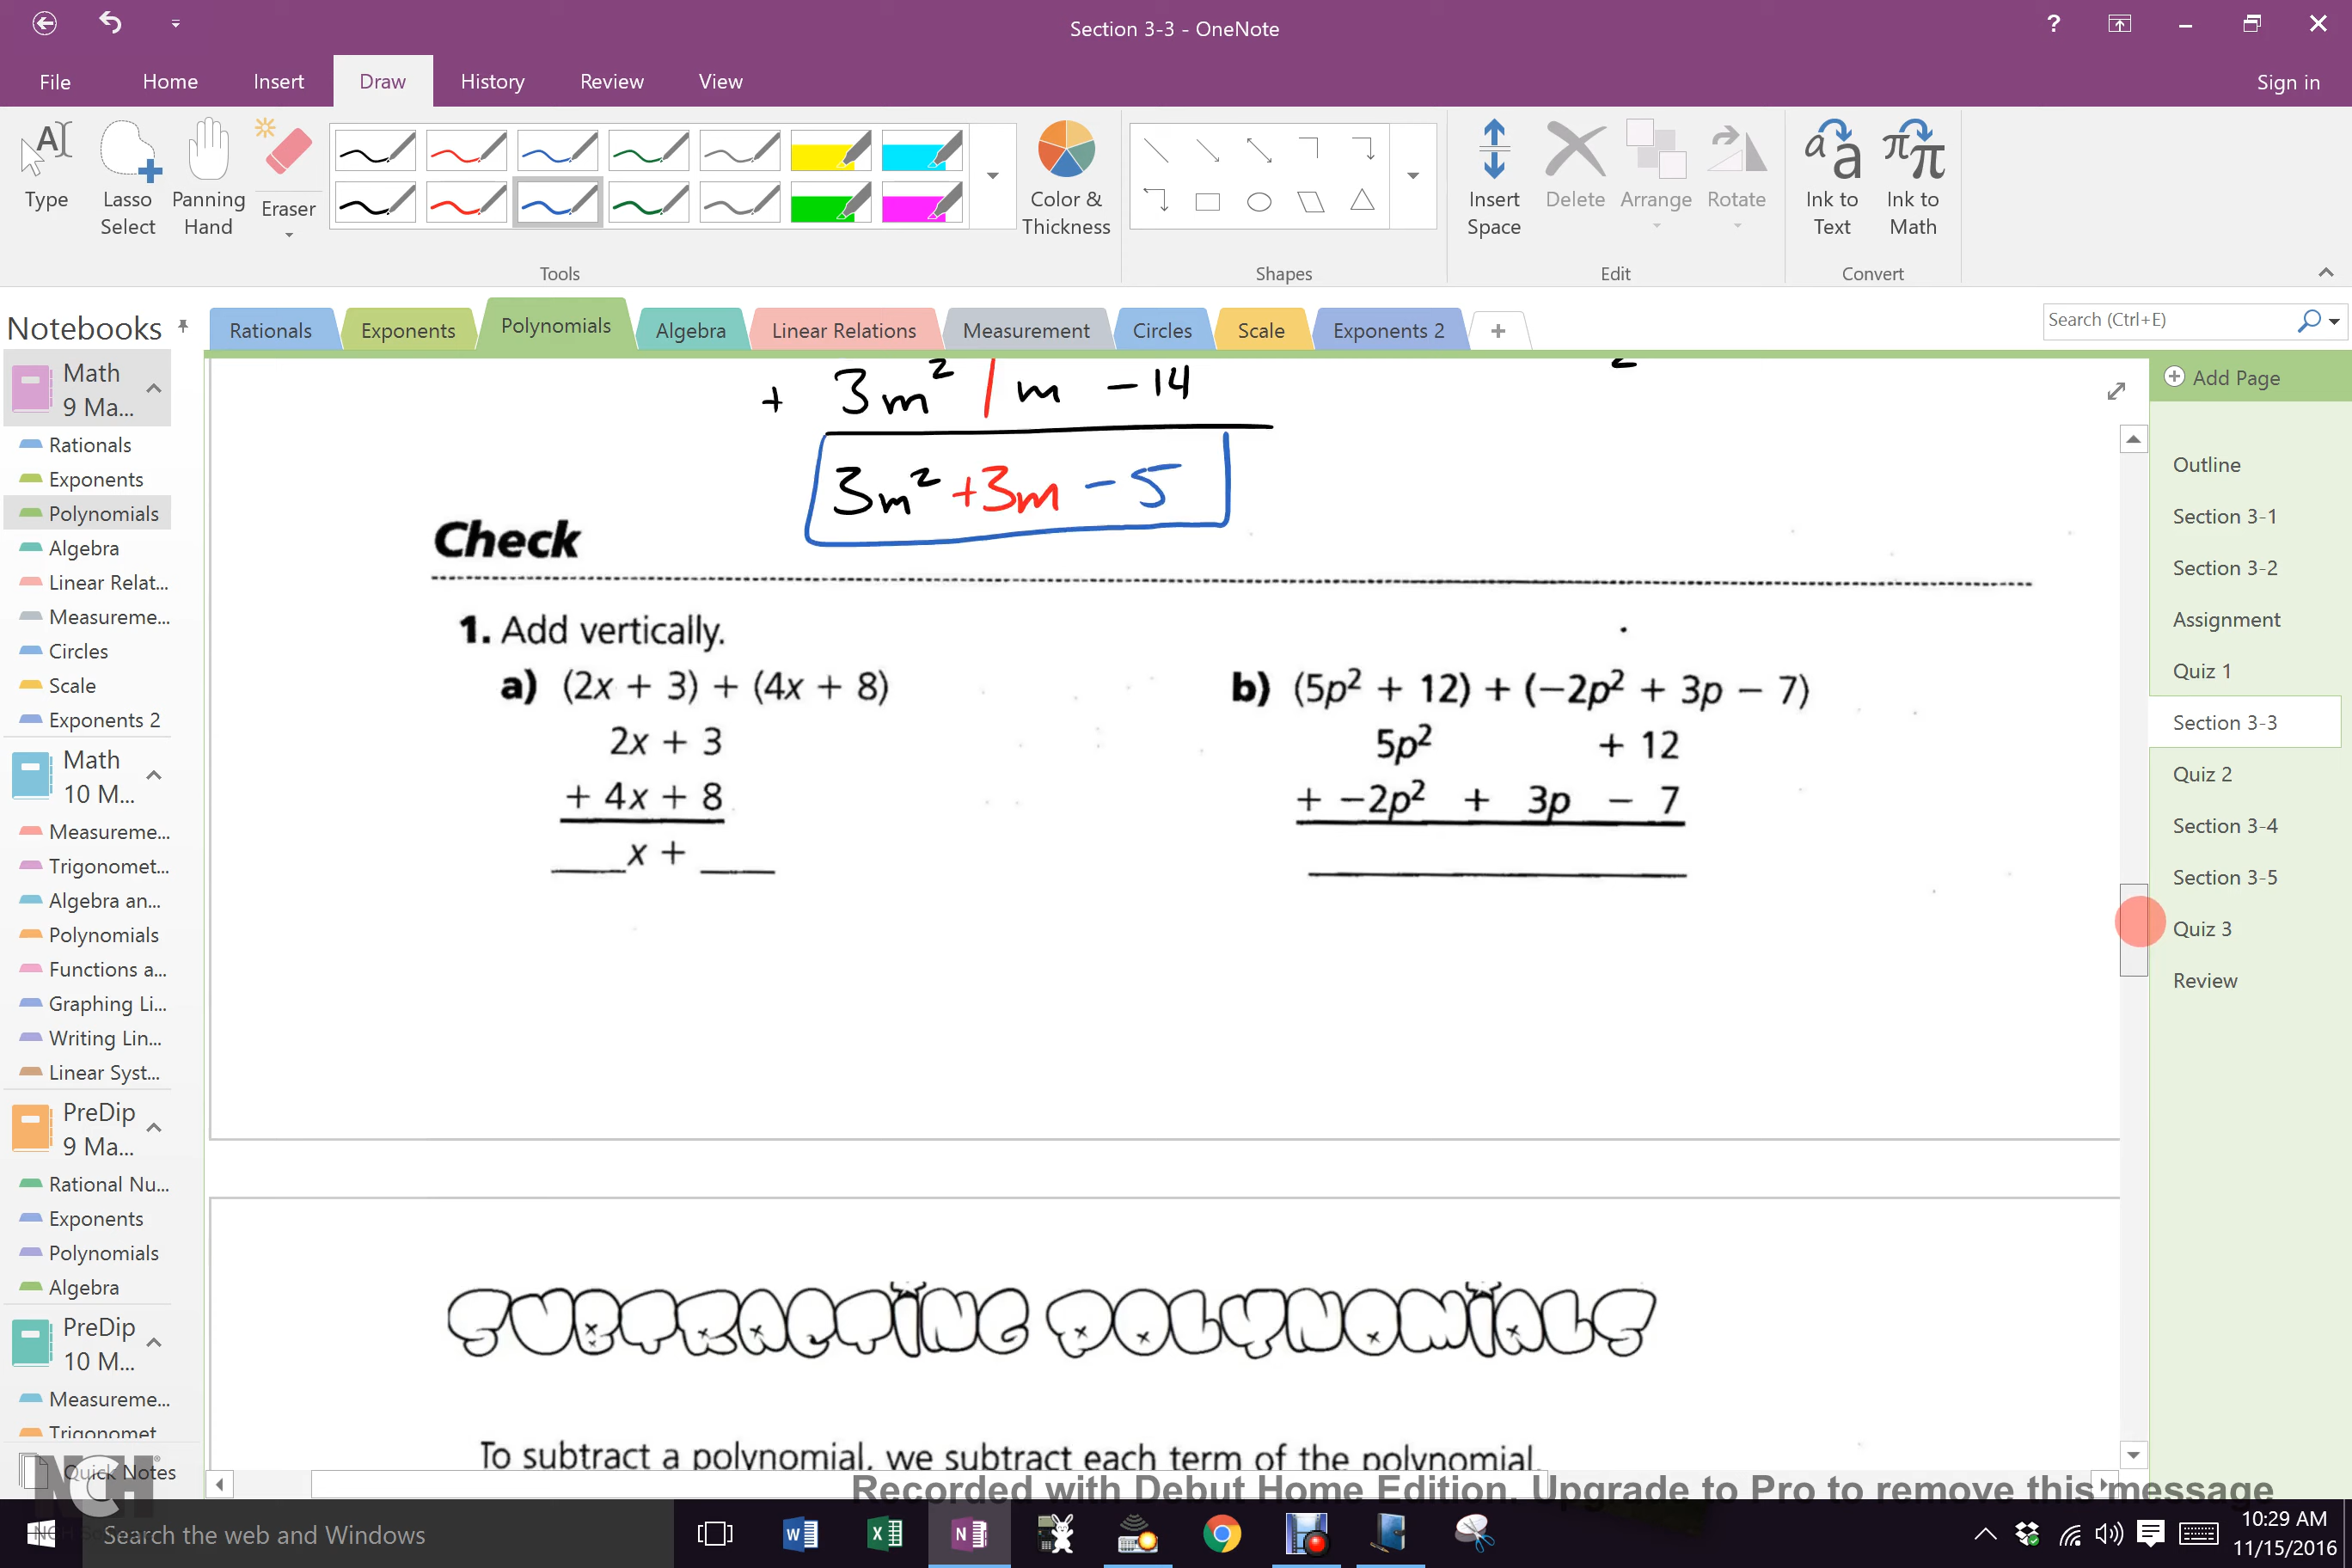 Section 3-3 - OneNote
?
File Home Insert Draw History Review View Sign in
Type
Lasso Select
Panning Hand
Eraser
Color & Thickness
Insert Space
Delete
Arrange
Rotate
Ink to Text
Ink to Math
Tools Shapes Edit Convert
Notebooks
Rationals Exponents Polynomials Algebra Linear Relations Measurement Circles Scale Exponents 2 +
Search (Ctrl+E)
Math 9 Ma...
Rationals
Exponents
Polynomials
Algebra
Linear Relat...
Measureme...
Circles
Scale
Exponents 2
Math 10 M...
Measureme...
Trigonomet...
Algebra an...
Polynomials
Functions a...
Graphing Li...
Writing Lin...
Linear Syst...
PreDip 9 Ma...
Rational Nu...
Exponents
Polynomials
Algebra
PreDip 10 M...
Measureme...
Trigonomet
Quick Notes
+ 3m² | m - 14
3m² + 3m - 5
Check
1. Add vertically.
a) (2x + 3) + (4x + 8)
2x + 3
+ 4x + 8
____x + ____
b) (5p² + 12) + (−2p² + 3p − 7)
5p² + 12
+ −2p² + 3p − 7
SUBTRACTING POLYNOMIALS
To subtract a polynomial, we subtract each term of the polynomial.
Add Page
Outline
Section 3-1
Section 3-2
Assignment
Quiz 1
Section 3-3
Quiz 2
Section 3-4
Section 3-5
Quiz 3
Review
NCH
Recorded with Debut Home Edition. Upgrade to Pro to remove this message
Search the web and Windows
10:29 AM
11/15/2016